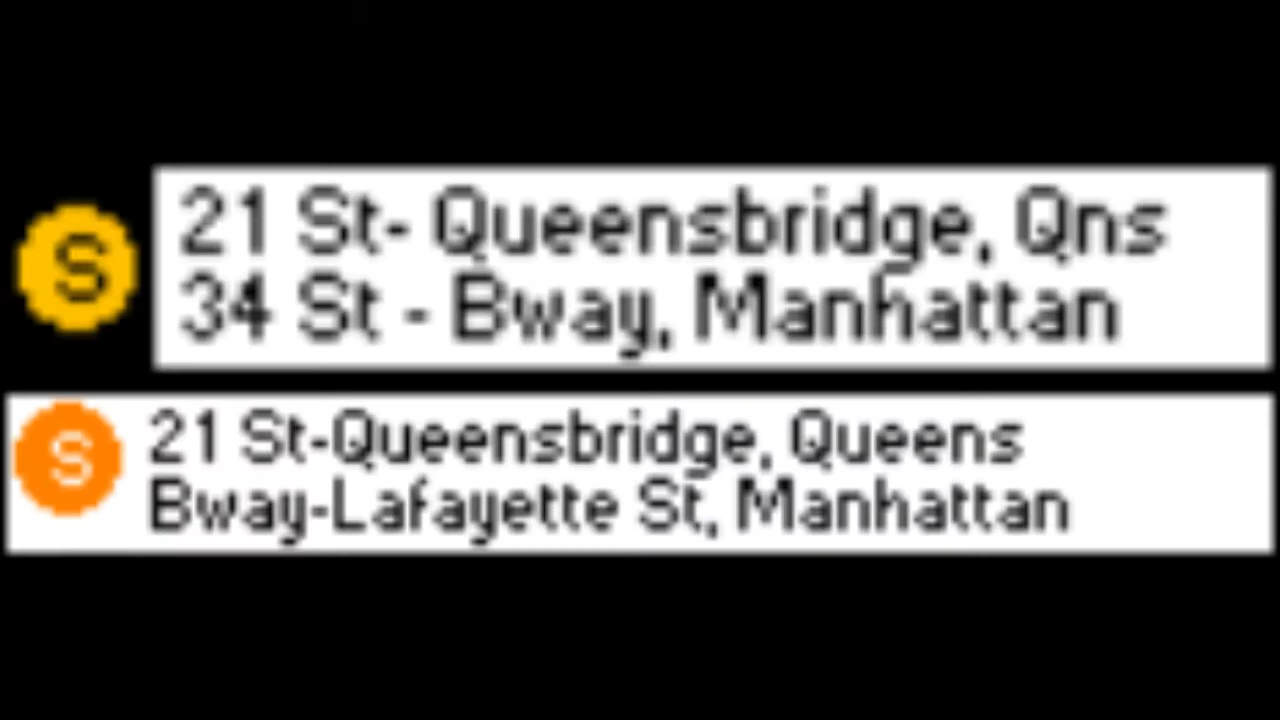 S 21 St- Queensbridge, Qns
34 St - Bway, Manhattan
S 21 St-Queensbridge, Queens
Bway-Lafayette St, Manhattan